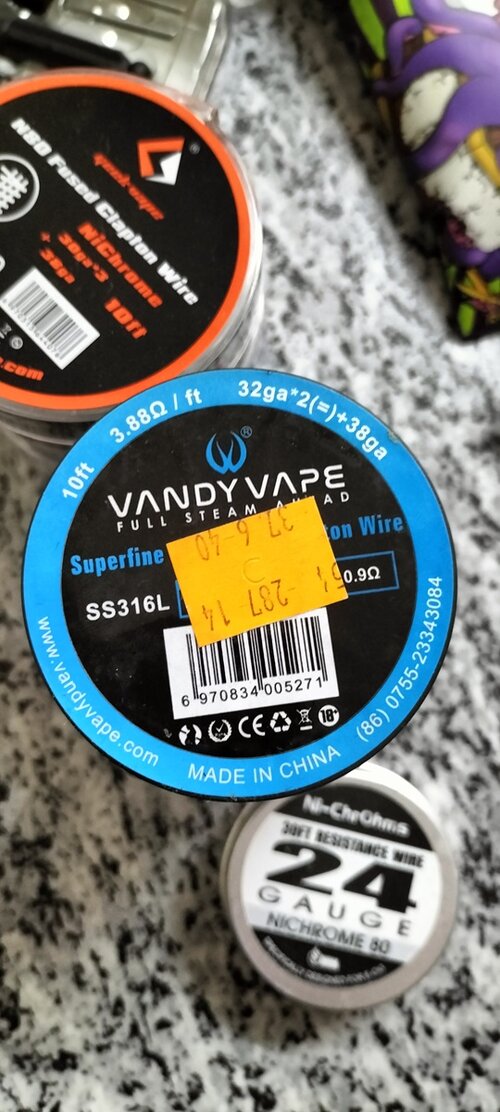 N80 Fused Clapton Wire
geekvape
NiChrome
10ft
10ft
3.88Ω / ft
32ga*2(=)+38ga
VANDY VAPE
FULL STEAM AHEAD
Superfine
ton Wire
SS316L
0.9Ω
6 970834 005271
CE
18+
www.vandyvape.com
MADE IN CHINA
(86) 0755-23343084
Ni-ChrOhms
30FT RESISTANCE WIRE
24
GAUGE
NICHROME 80